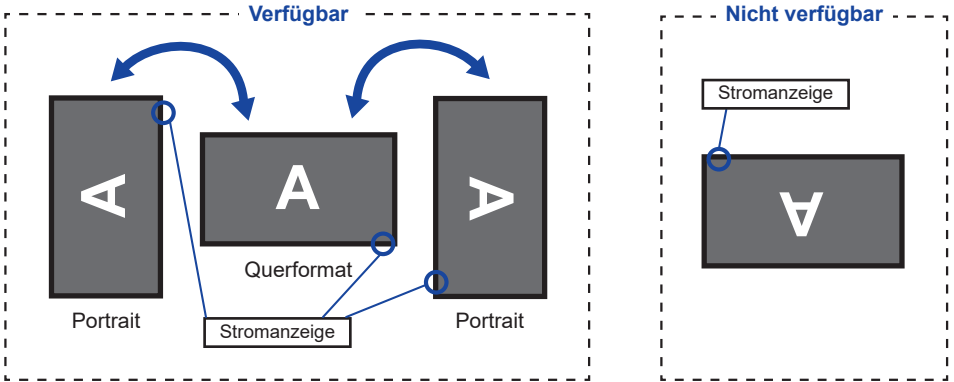 Verfügbar
Nicht verfügbar
Stromanzeige
A
A
A
A
Querformat
Portrait
Stromanzeige
Portrait